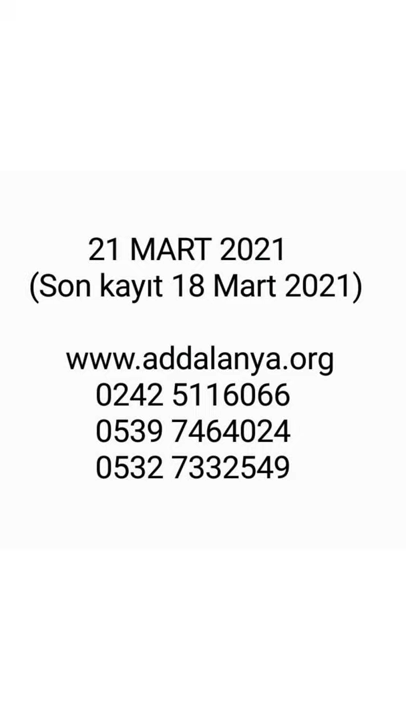 21 MART 2021
(Son kayıt 18 Mart 2021)
www.addalanya.org
0242 5116066
0539 7464024
0532 7332549